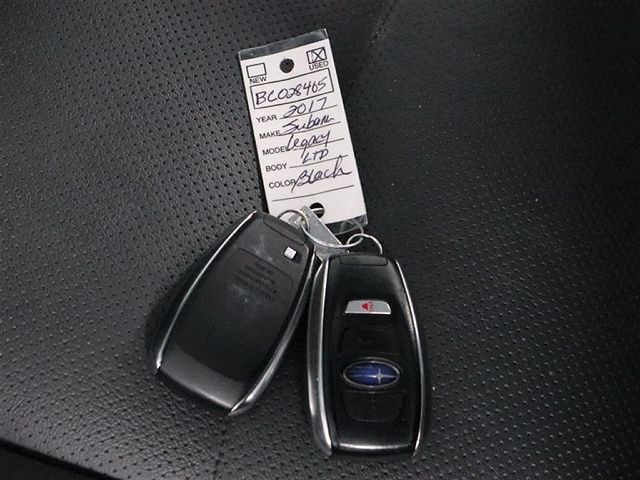 NEW USED
BC028465
YEAR 2017
MAKE Subaru
MODEL Legacy
BODY LTD
COLOR Black